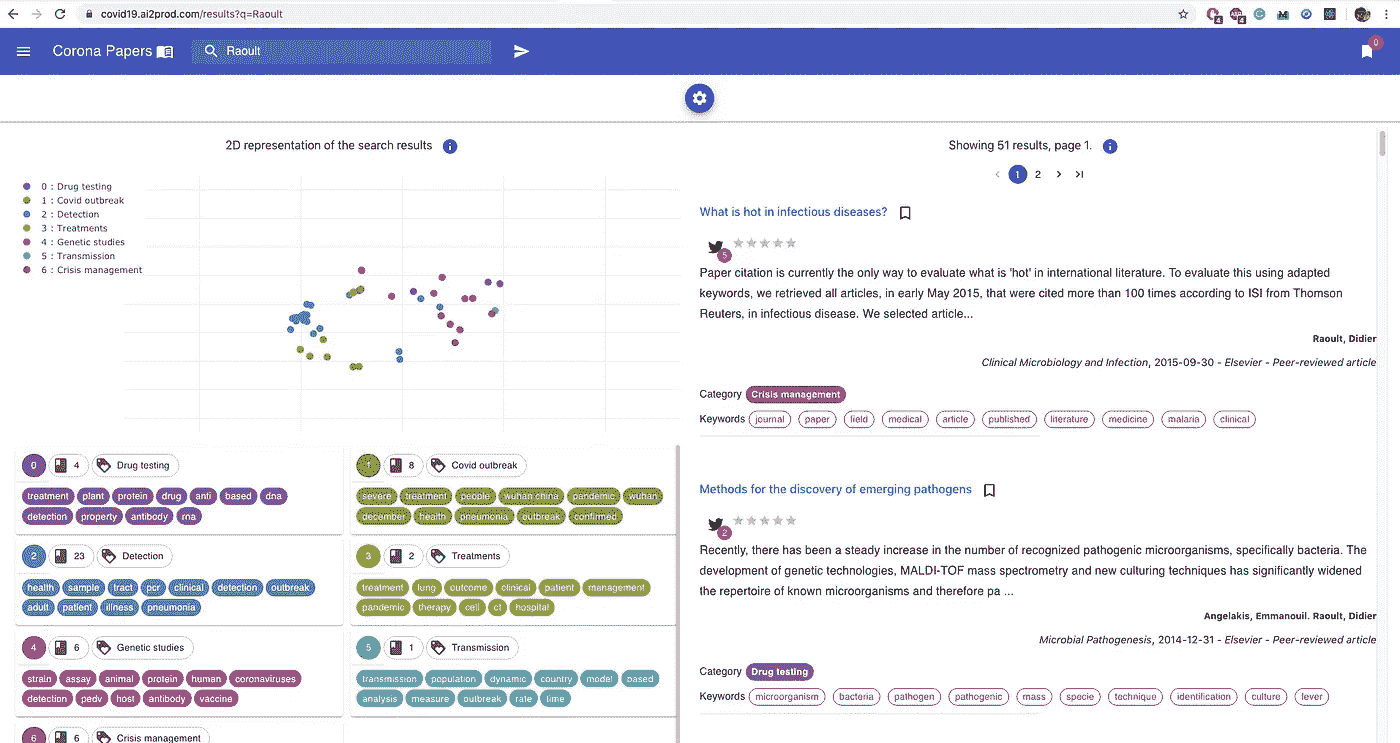 covid19.ai2prod.com/results?q=Raoult
Corona Papers
Raoult
0
2D representation of the search results
0 : Drug testing
1 : Covid outbreak
2 : Detection
3 : Treatments
4 : Genetic studies
5 : Transmission
6 : Crisis management
0 4 Drug testing
treatment plant protein drug anti based dna
detection property antibody rna
1 8 Covid outbreak
severe treatment people wuhan china pandemic wuhan
december health pneumonia outbreak confirmed
2 23 Detection
health sample tract pcr clinical detection outbreak
adult patient illness pneumonia
3 2 Treatments
treatment lung outcome clinical patient management
pandemic therapy cell ct hospital
4 6 Genetic studies
strain assay animal protein human coronaviruses
detection pedv host antibody vaccine
5 1 Transmission
transmission population dynamic country model based
analysis measure outbreak rate time
6 6 Crisis management
Showing 51 results, page 1.
1 2
What is hot in infectious diseases?
5
Paper citation is currently the only way to evaluate what is 'hot' in international literature. To evaluate this using adapted
keywords, we retrieved all articles, in early May 2015, that were cited more than 100 times according to ISI from Thomson
Reuters, in infectious disease. We selected article...
Raoult, Didier
Clinical Microbiology and Infection, 2015-09-30 - Elsevier - Peer-reviewed article
Category Crisis management
Keywords journal paper field medical article published literature medicine malaria clinical
Methods for the discovery of emerging pathogens
2
Recently, there has been a steady increase in the number of recognized pathogenic microorganisms, specifically bacteria. The
development of genetic technologies, MALDI-TOF mass spectrometry and new culturing techniques has significantly widened
the repertoire of known microorganisms and therefore pa ...
Angelakis, Emmanouil. Raoult, Didier
Microbial Pathogenesis, 2014-12-31 - Elsevier - Peer-reviewed article
Category Drug testing
Keywords microorganism bacteria pathogen pathogenic mass specie technique identification culture fever